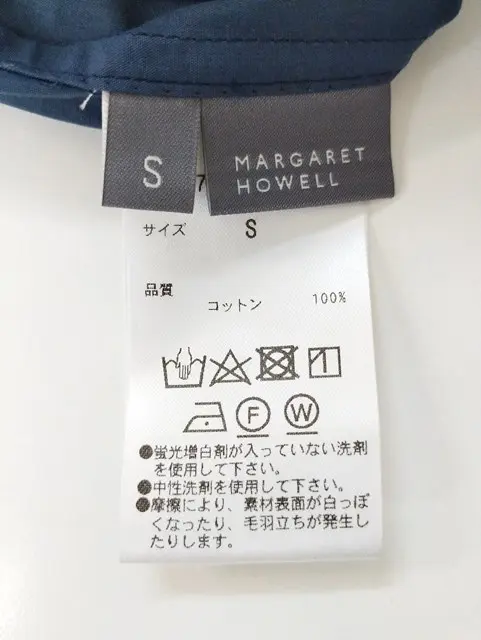 S
MARGARET
HOWELL
7
サイズ S
品質
コットン 100%
F W
●蛍光増白剤が入っていない洗剤
を使用して下さい。
●中性洗剤を使用して下さい。
●摩擦により、素材表面が白っぽ
くなったり、毛羽立ちが発生し
たりします。